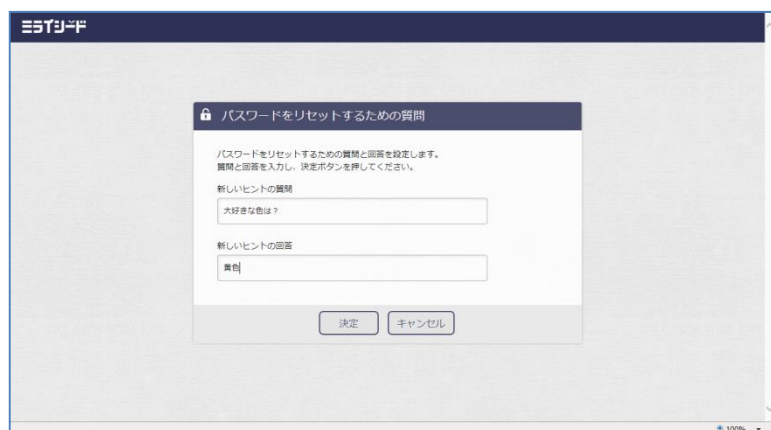 ミライシード
パスワードをリセットするための質問
パスワードをリセットするための質問と回答を設定します。
質問と回答を入力し、決定ボタンを押してください。
新しいヒントの質問
大好きな色は？
新しいヒントの回答
黄色
決定
キャンセル
100%